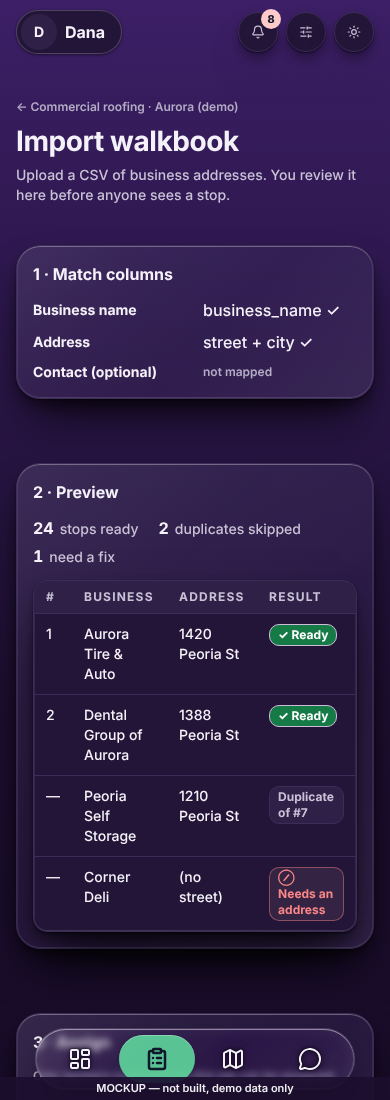 D Dana
8
← Commercial roofing · Aurora (demo)
Import walkbook
Upload a CSV of business addresses. You review it
here before anyone sees a stop.
1 · Match columns
Business name business_name ✓
Address street + city ✓
Contact (optional) not mapped
2 · Preview
24 stops ready 2 duplicates skipped
1 need a fix
# BUSINESS ADDRESS RESULT
1 Aurora Tire & Auto 1420 Peoria St ✓ Ready
2 Dental Group of Aurora 1388 Peoria St ✓ Ready
— Peoria Self Storage 1210 Peoria St Duplicate of #7
— Corner Deli (no street) Needs an address
3
MOCKUP — not built, demo data only